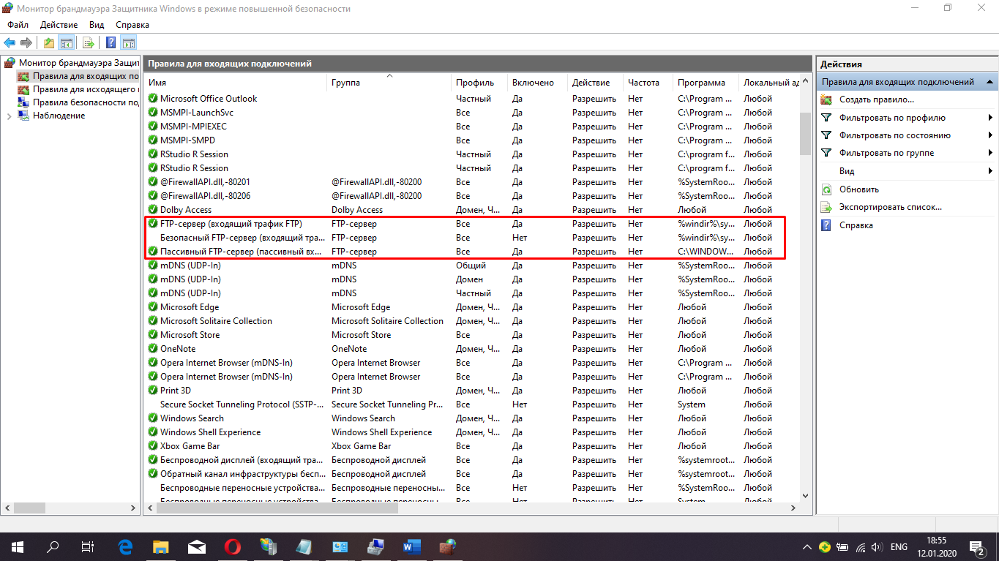 Монитор брандмауэра Защитника Windows в режиме повышенной безопасности
Файл Действие Вид Справка
Монитор брандмауэра Защит
Правила для входящих по
Правила для исходящего
Правила безопасности по
Наблюдение
Правила для входящих подключений
Имя Группа Профиль Включено Действие Частота Программа Локальный ад
Microsoft Office Outlook Частный Да Разрешить Нет C:\Program ... Любой
MSMPI-LaunchSvc Все Да Разрешить Нет C:\Program ... Любой
MSMPI-MPIEXEC Все Да Разрешить Нет C:\Program ... Любой
MSMPI-SMPD Все Да Разрешить Нет C:\Program ... Любой
RStudio R Session Частный Да Разрешить Нет C:\program f... Любой
RStudio R Session Частный Да Разрешить Нет C:\program f... Любой
@FirewallAPI.dll,-80201 @FirewallAPI.dll,-80200 Все Да Разрешить Нет %SystemRoo... Любой
@FirewallAPI.dll,-80206 @FirewallAPI.dll,-80200 Все Да Разрешить Нет %SystemRoo... Любой
Dolby Access Dolby Access Домен, Ч... Да Разрешить Нет Любой Любой
FTP-сервер (входящий трафик FTP) FTP-сервер Все Да Разрешить Нет %windir%\sy... Любой
Безопасный FTP-сервер (входящий тра... FTP-сервер Все Нет Разрешить Нет %windir%\sy... Любой
Пассивный FTP-сервер (пассивный вх... FTP-сервер Все Да Разрешить Нет C:\WINDOW... Любой
mDNS (UDP-In) mDNS Общий Да Разрешить Нет %SystemRoo... Любой
mDNS (UDP-In) mDNS Домен Да Разрешить Нет %SystemRoo... Любой
mDNS (UDP-In) mDNS Частный Да Разрешить Нет %SystemRoo... Любой
Microsoft Edge Microsoft Edge Домен, Ч... Да Разрешить Нет Любой Любой
Microsoft Solitaire Collection Microsoft Solitaire Collection Домен, Ч... Да Разрешить Нет Любой Любой
Microsoft Store Microsoft Store Все Да Разрешить Нет Любой Любой
OneNote OneNote Домен, Ч... Да Разрешить Нет Любой Любой
Opera Internet Browser (mDNS-In) Opera Internet Browser Все Да Разрешить Нет C:\Program ... Любой
Opera Internet Browser (mDNS-In) Opera Internet Browser Все Да Разрешить Нет C:\Program ... Любой
Print 3D Print 3D Домен, Ч... Да Разрешить Нет Любой Любой
Secure Socket Tunneling Protocol (SSTP-... Secure Socket Tunneling Pr... Все Нет Разрешить Нет System Любой
Windows Search Windows Search Домен, Ч... Да Разрешить Нет Любой Любой
Windows Shell Experience Windows Shell Experience Домен, Ч... Да Разрешить Нет Любой Любой
Xbox Game Bar Xbox Game Bar Все Да Разрешить Нет Любой Любой
Беспроводной дисплей (входящий тра... Беспроводной дисплей Все Да Разрешить Нет %systemroot... Любой
Обратный канал инфраструктуры бесп... Беспроводной дисплей Все Да Разрешить Нет %systemroot... Любой
Беспроводные переносные устройства... Беспроводные переносны... Все Нет Разрешить Нет %SystemRoo... Любой
Беспроводные переносные устройства... Беспроводные переносны... Все Нет Разрешить Нет System Любой
Действия
Правила для входящих подключений
Создать правило...
Фильтровать по профилю
Фильтровать по состоянию
Фильтровать по группе
Вид
Обновить
Экспортировать список...
Справка
ENG
18:55
12.01.2020
2